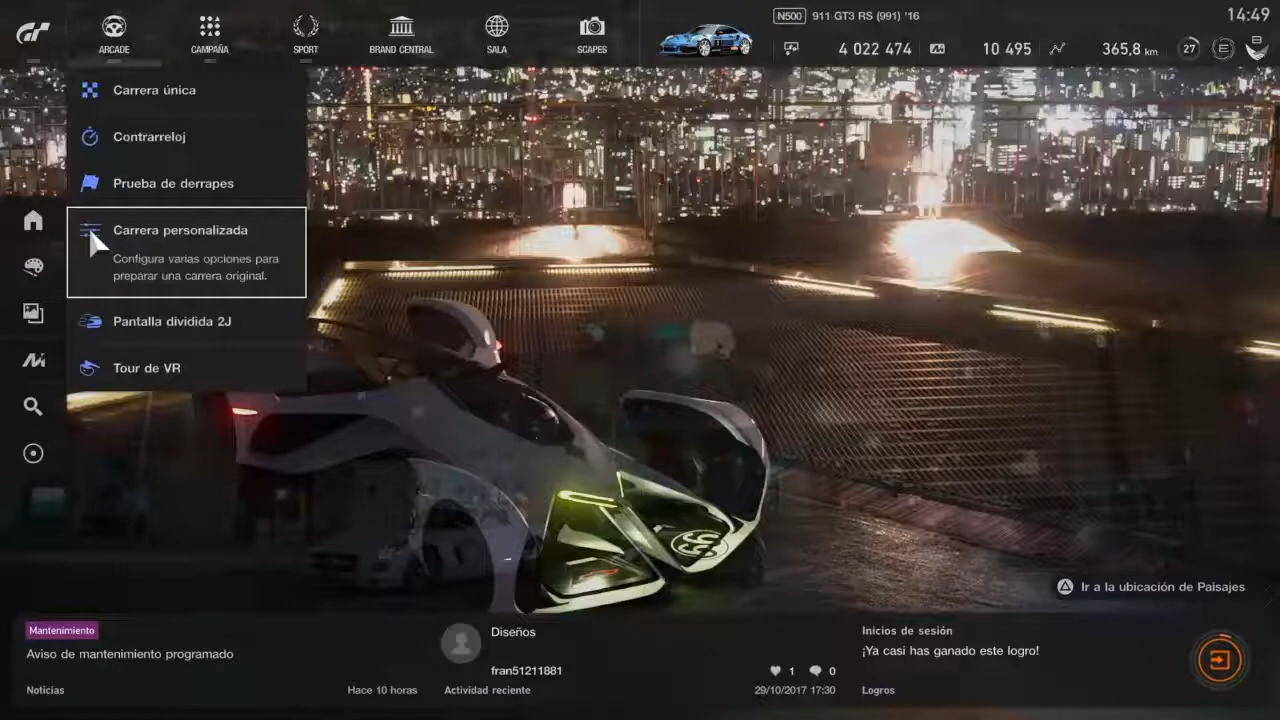 N500 911 GT3 RS (991) '16
14:49
ARCADE
CAMPAÑA
SPORT
BRAND CENTRAL
SALA
SCAPES
4 022 474
10 495
365,8 km
27
E
Carrera única
Contrarreloj
Prueba de derrapes
Carrera personalizada
Configura varias opciones para
preparar una carrera original.
Pantalla dividida 2J
Tour de VR
Ir a la ubicación de Paisajes
Mantenimiento
Aviso de mantenimiento programado
Noticias
Hace 10 horas
Diseños
fran51211881
1
0
Actividad reciente
29/10/2017 17:30
Inicios de sesión
¡Ya casi has ganado este logro!
Logros